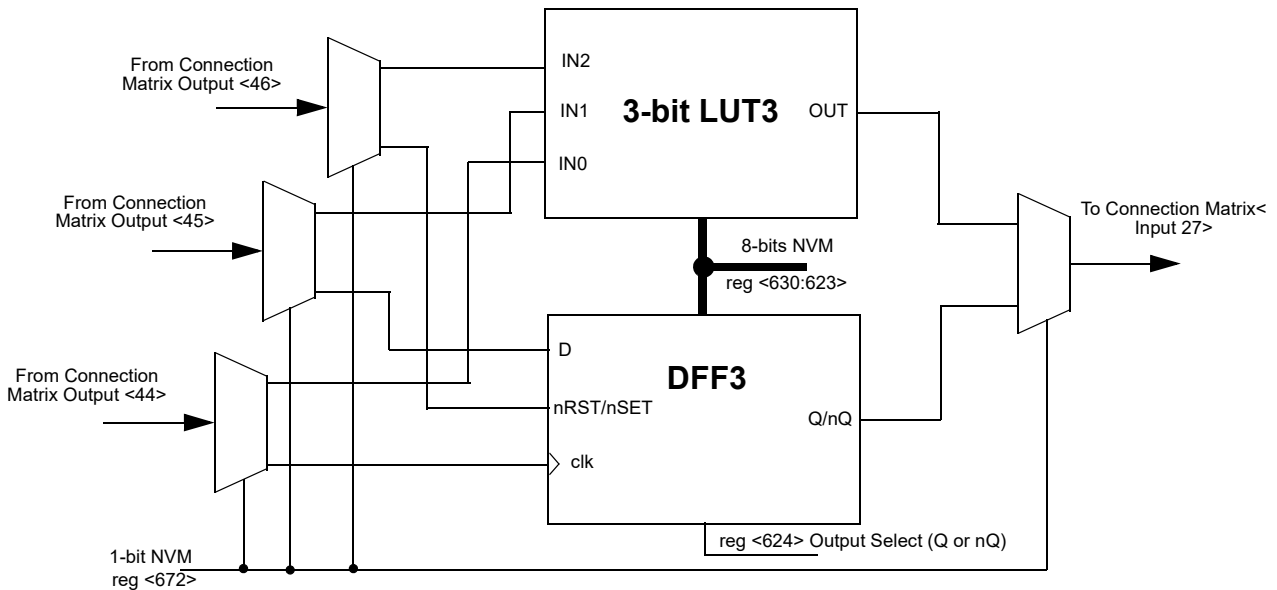 From Connection
Matrix Output <46>
IN2
IN1
IN0
3-bit LUT3
OUT
From Connection
Matrix Output <45>
To Connection Matrix<
Input 27>
8-bits NVM
reg <630:623>
From Connection
Matrix Output <44>
D
DFF3
nRST/nSET
Q/nQ
clk
reg <624> Output Select (Q or nQ)
1-bit NVM
reg <672>